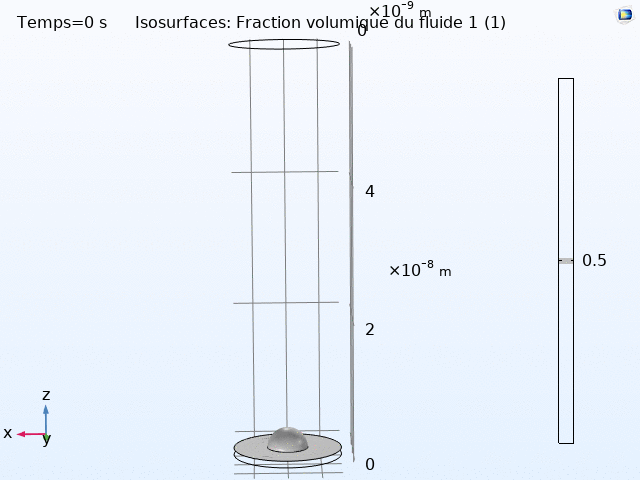 ×10⁻⁹ m
Temps=0 s Isosurfaces: Fraction volumique du fluide 1 (1)
0
4
×10⁻⁸ m
0.5
2
z
x
y
0